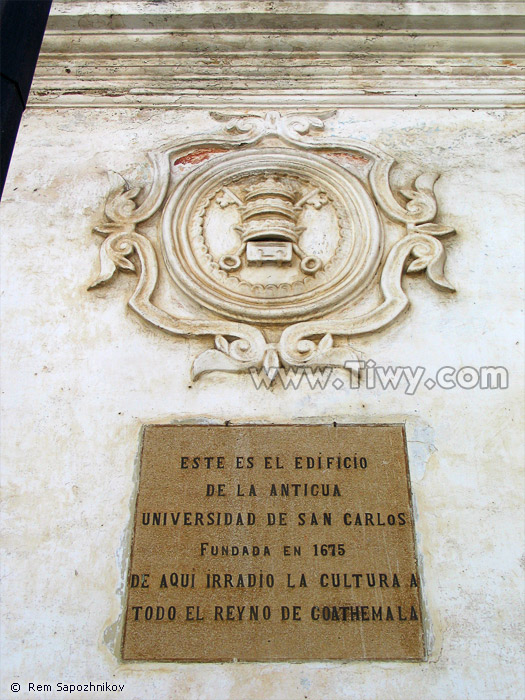 www.Tiwy.com
ESTE ES EL EDIFICIO
DE LA ANTIGUA
UNIVERSIDAD DE SAN CARLOS
FUNDADA EN 1675
DE AQUI IRRADIO LA CULTURA A
TODO EL REYNO DE GOATHEMALA
© Rem Sapozhnikov